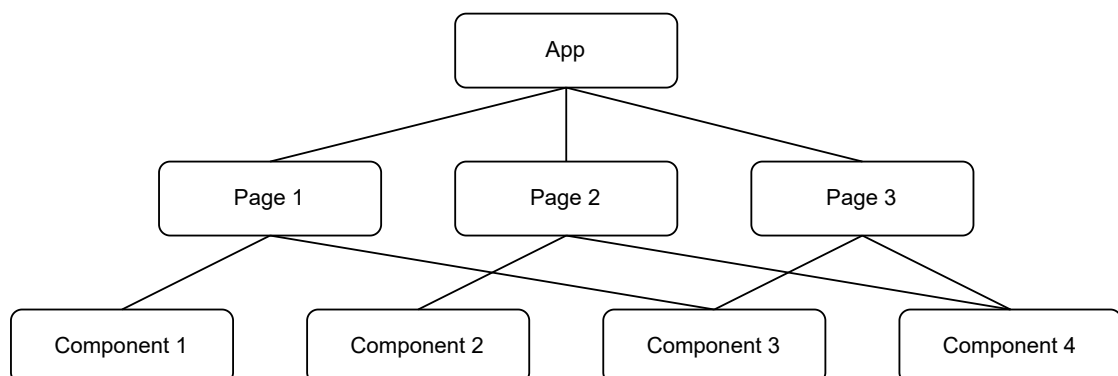 App
Page 1
Page 2
Page 3
Component 1
Component 2
Component 3
Component 4